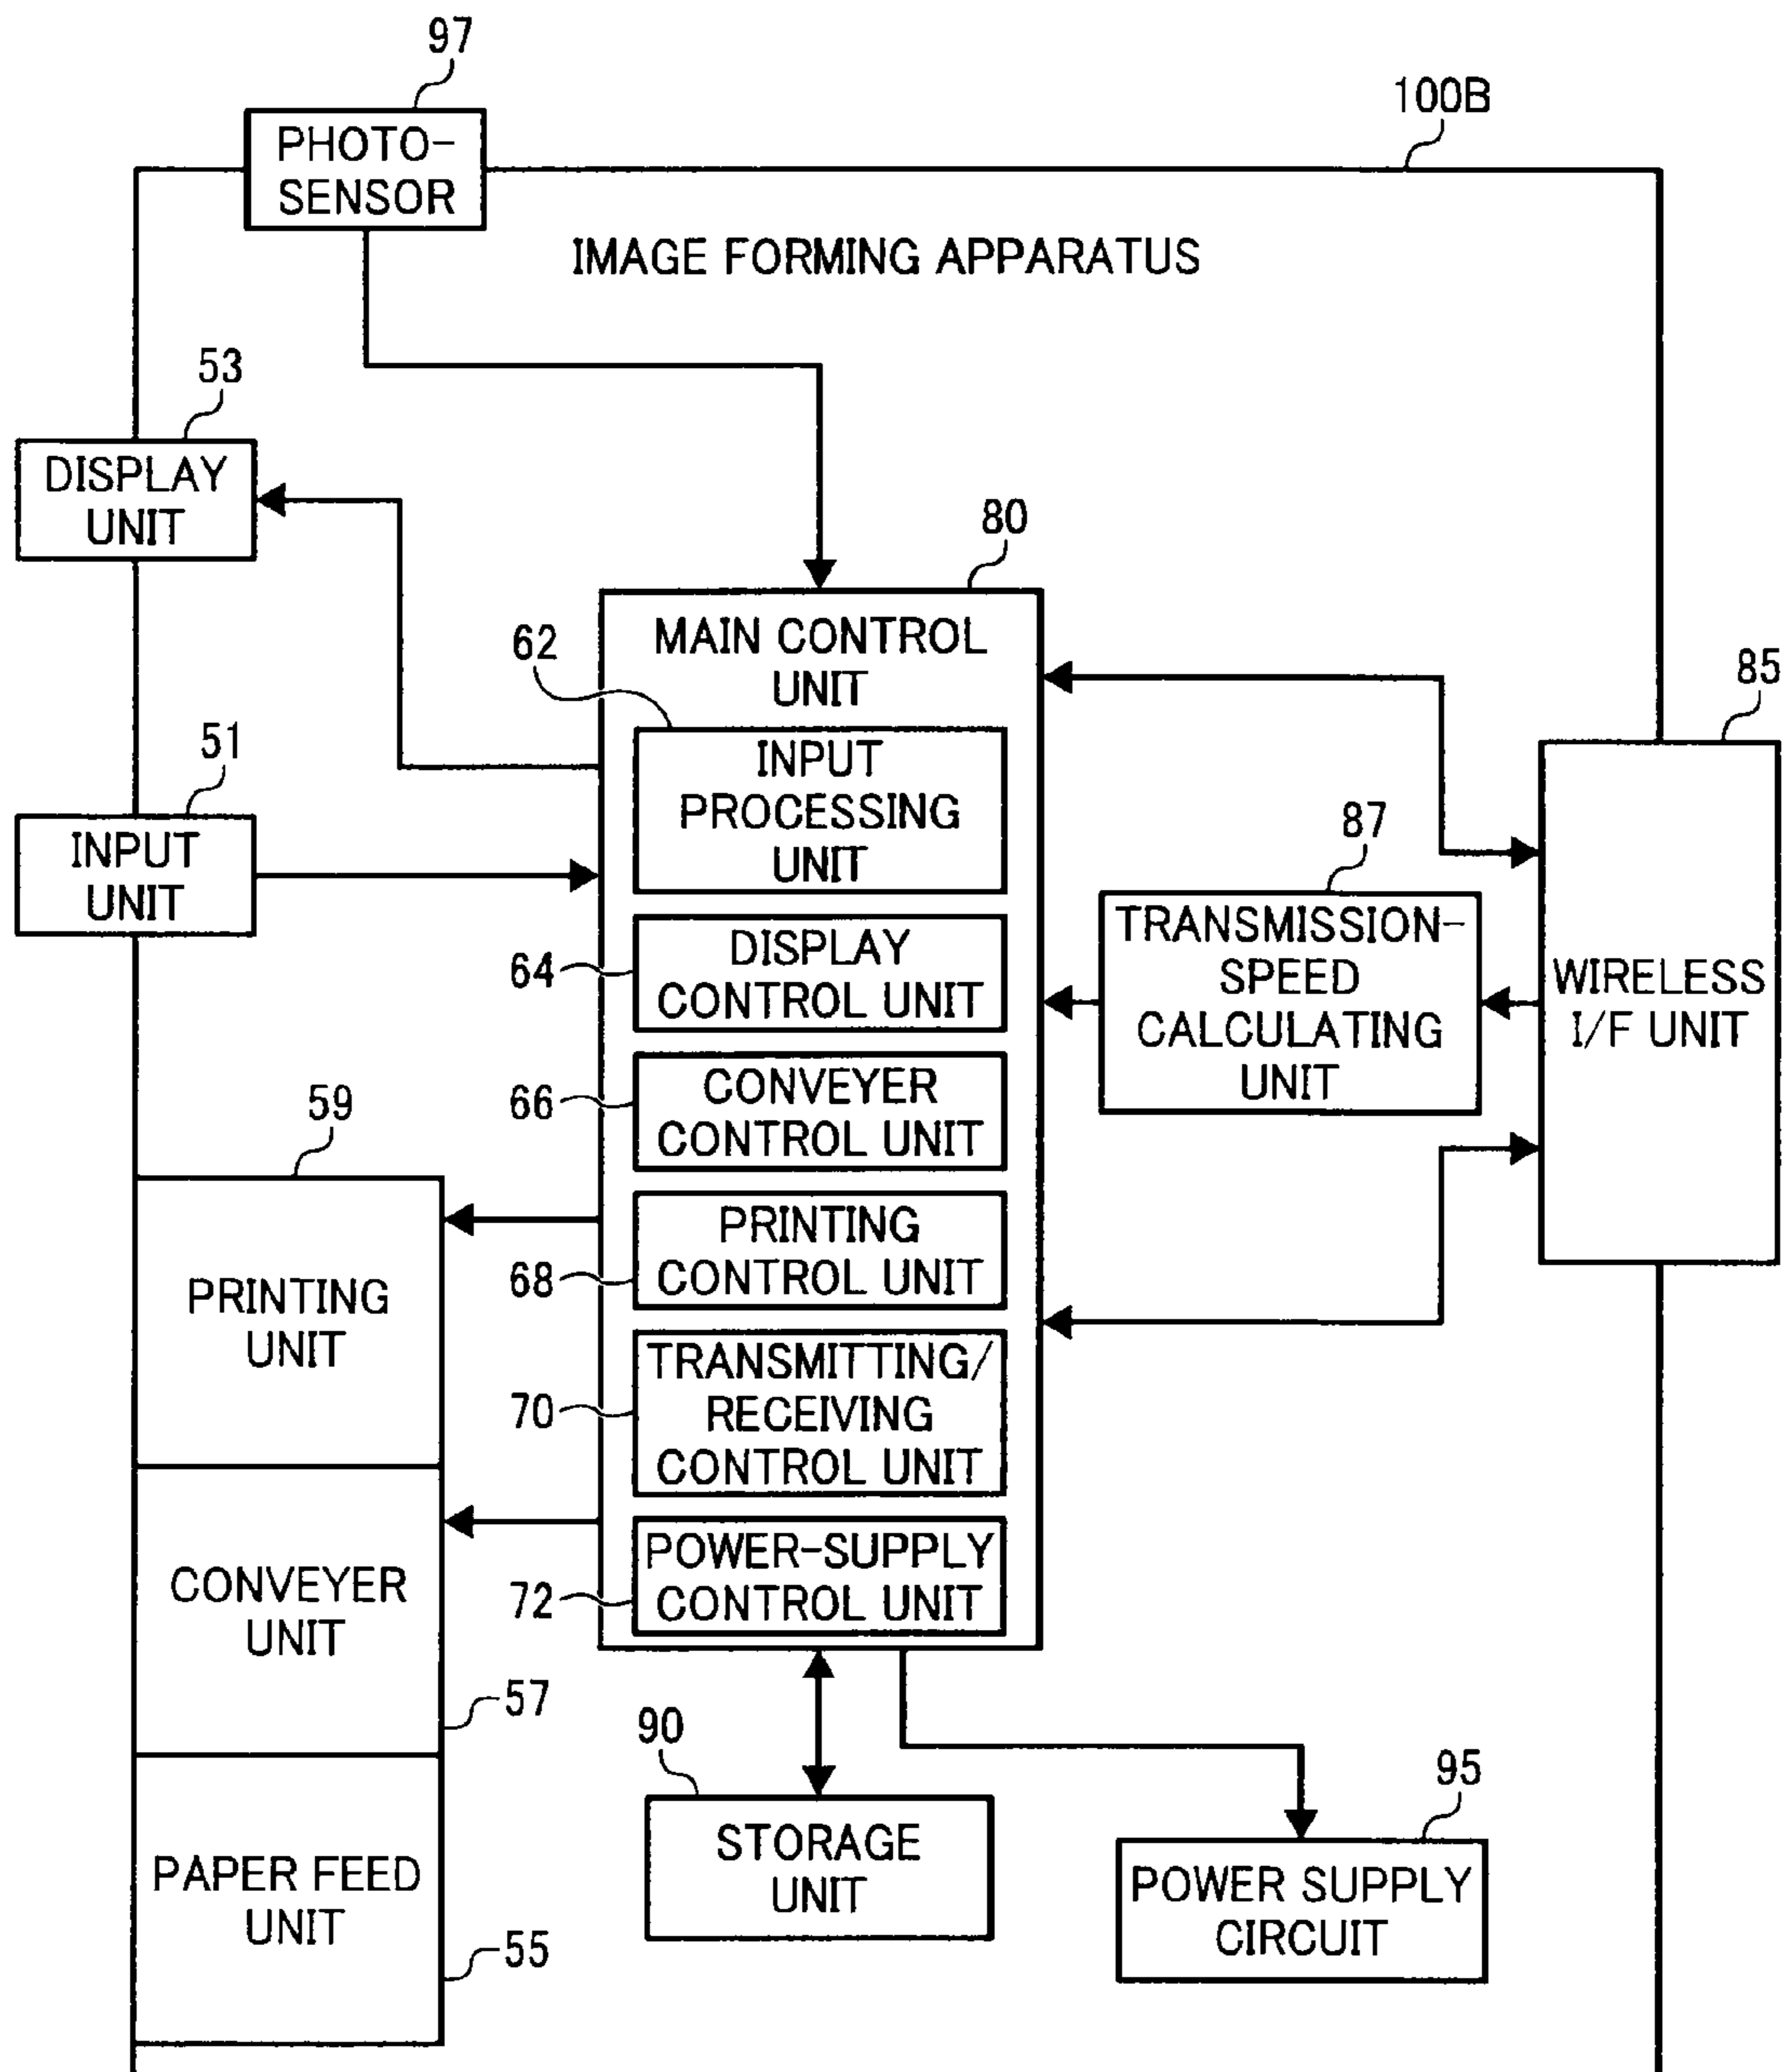 97
PHOTO-
SENSOR
100B
IMAGE FORMING APPARATUS
53
DISPLAY
UNIT
80
MAIN CONTROL
UNIT
62
INPUT
PROCESSING
UNIT
85
51
INPUT
UNIT
87
TRANSMISSION-
SPEED
CALCULATING
UNIT
WIRELESS
I/F UNIT
64
DISPLAY
CONTROL UNIT
66
CONVEYER
CONTROL UNIT
59
PRINTING
UNIT
68
PRINTING
CONTROL UNIT
70
TRANSMITTING/
RECEIVING
CONTROL UNIT
72
POWER-SUPPLY
CONTROL UNIT
CONVEYER
UNIT
57
90
STORAGE
UNIT
95
POWER SUPPLY
CIRCUIT
PAPER FEED
UNIT
55